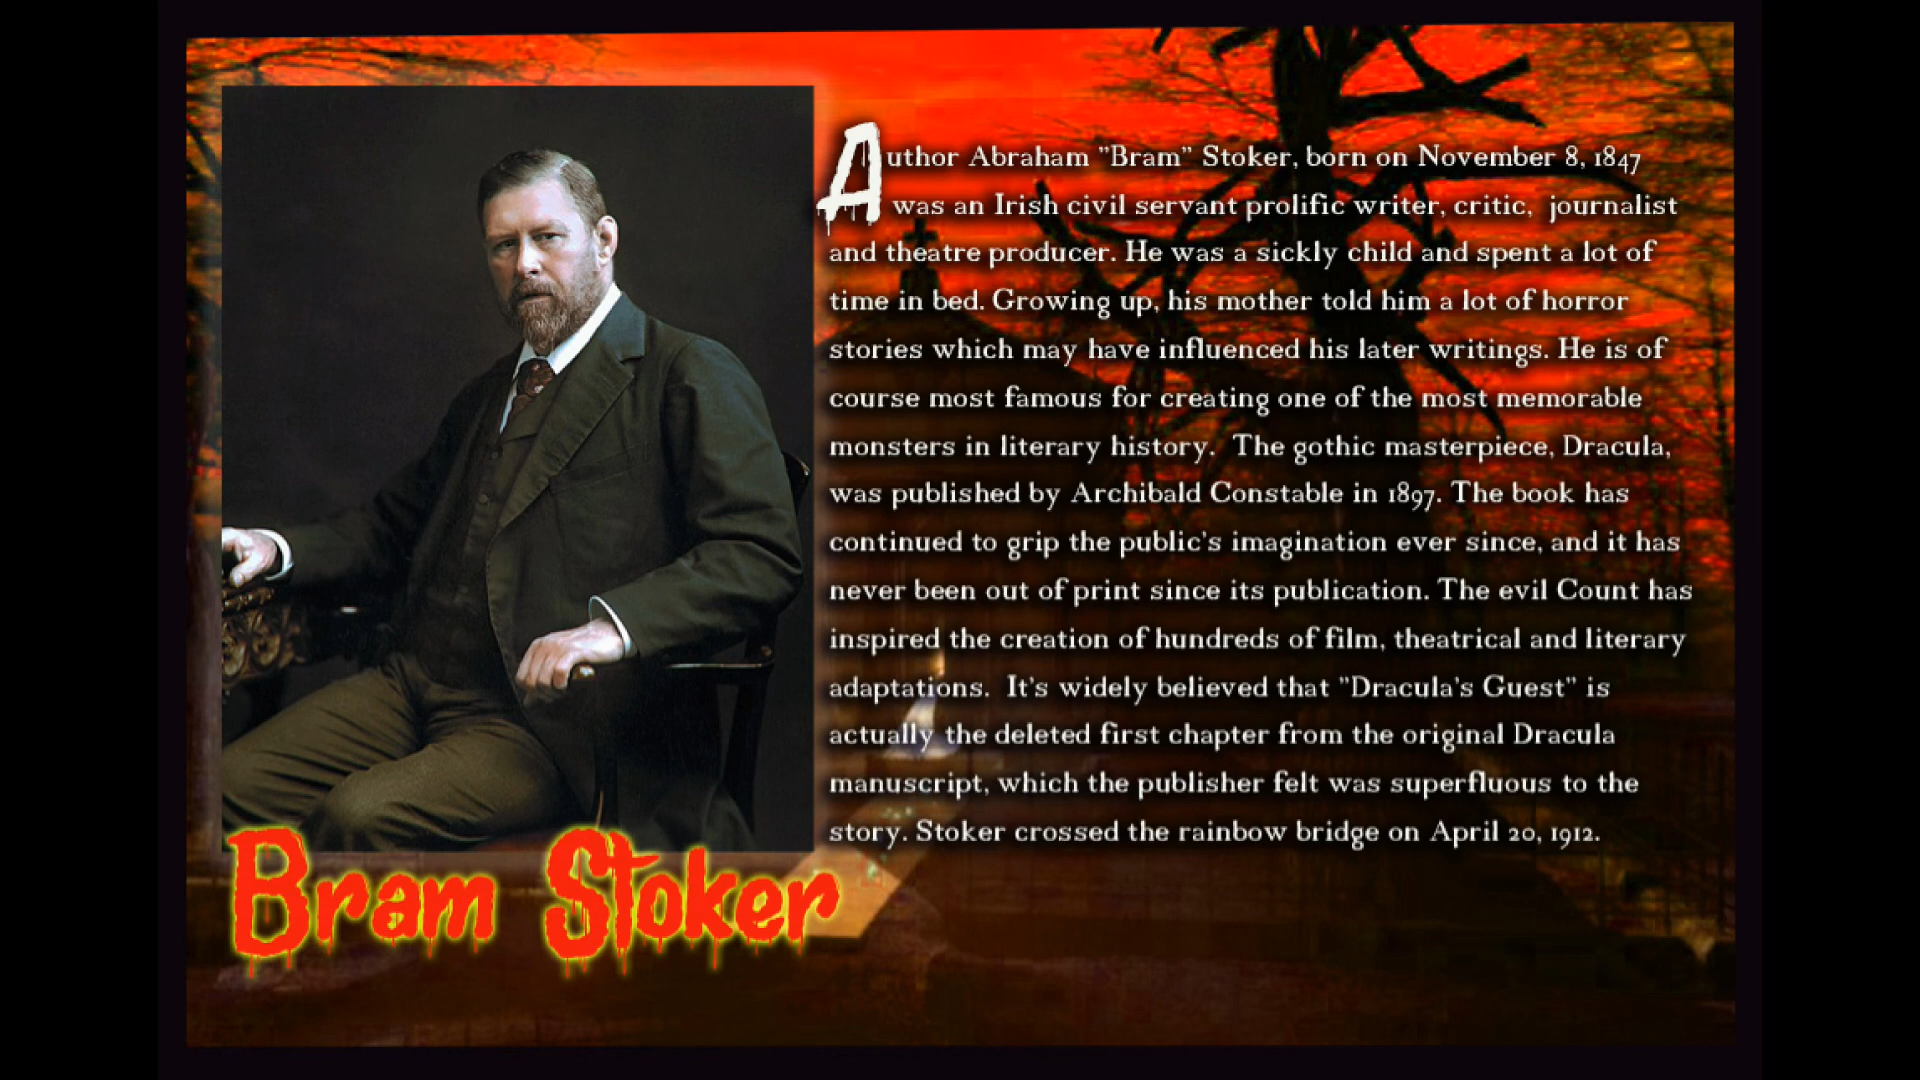 Author Abraham "Bram" Stoker, born on November 8, 1847
was an Irish civil servant prolific writer, critic, journalist
and theatre producer. He was a sickly child and spent a lot of
time in bed. Growing up, his mother told him a lot of horror
stories which may have influenced his later writings. He is of
course most famous for creating one of the most memorable
monsters in literary history. The gothic masterpiece, Dracula,
was published by Archibald Constable in 1897. The book has
continued to grip the public's imagination ever since, and it has
never been out of print since its publication. The evil Count has
inspired the creation of hundreds of film, theatrical and literary
adaptations. It's widely believed that "Dracula's Guest" is
actually the deleted first chapter from the original Dracula
manuscript, which the publisher felt was superfluous to the
story. Stoker crossed the rainbow bridge on April 20, 1912.
Bram Stoker